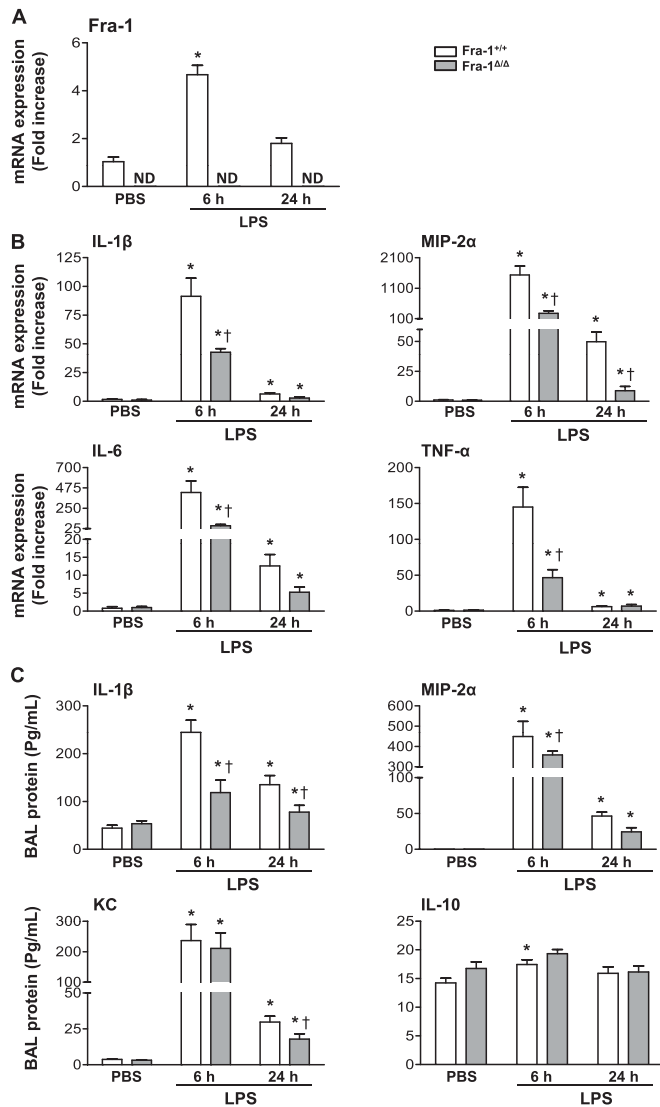 A
Fra-1
mRNA expression
(Fold increase)
6
4
2
0
*
ND
ND
ND
PBS
6 h
24 h
LPS
Fra-1+/+
Fra-1Δ/Δ
B
IL-1β
mRNA expression
(Fold increase)
125
100
75
50
25
0
*
*†
*
*
PBS
6 h
24 h
LPS
MIP-2α
2100
1100
100
50
25
0
*
*†
*
*†
PBS
6 h
24 h
LPS
IL-6
mRNA expression
(Fold increase)
700
475
250
25
20
15
10
5
0
*
*†
*
*
PBS
6 h
24 h
LPS
TNF-α
200
150
100
50
0
*
*†
*
*
PBS
6 h
24 h
LPS
C
IL-1β
BAL protein (Pg/mL)
300
200
100
0
*
*†
*
*†
PBS
6 h
24 h
LPS
MIP-2α
600
500
400
300
100
50
0
*
*†
*
*
PBS
6 h
24 h
LPS
KC
BAL protein (Pg/mL)
300
200
100
50
25
0
*
*
*
*†
PBS
6 h
24 h
LPS
IL-10
25
20
15
10
5
0
*
PBS
6 h
24 h
LPS